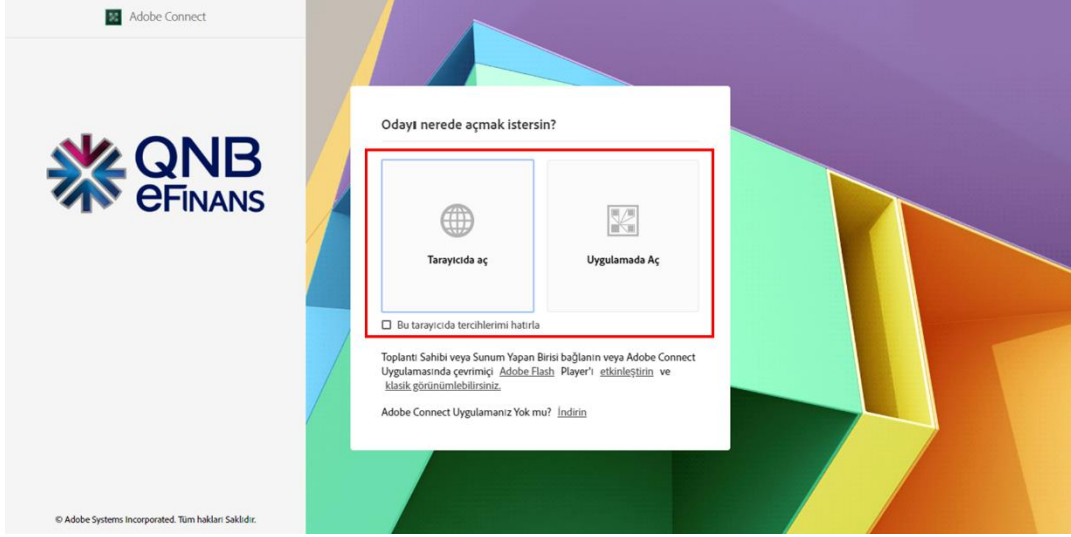 Adobe Connect
QNB
eFINANS
Odayı nerede açmak istersin?
Tarayıcıda aç
Uygulamada Aç
Bu tarayıcıda tercihlerimi hatırla
Toplantı Sahibi veya Sunum Yapan Birisi bağlanın veya Adobe Connect
Uygulamasında çevrimiçi Adobe Flash Player'ı etkinleştirin ve
klasik görünümlebilirsiniz.
Adobe Connect Uygulamanız Yok mu? İndirin
© Adobe Systems Incorporated. Tüm hakları Saklıdır.